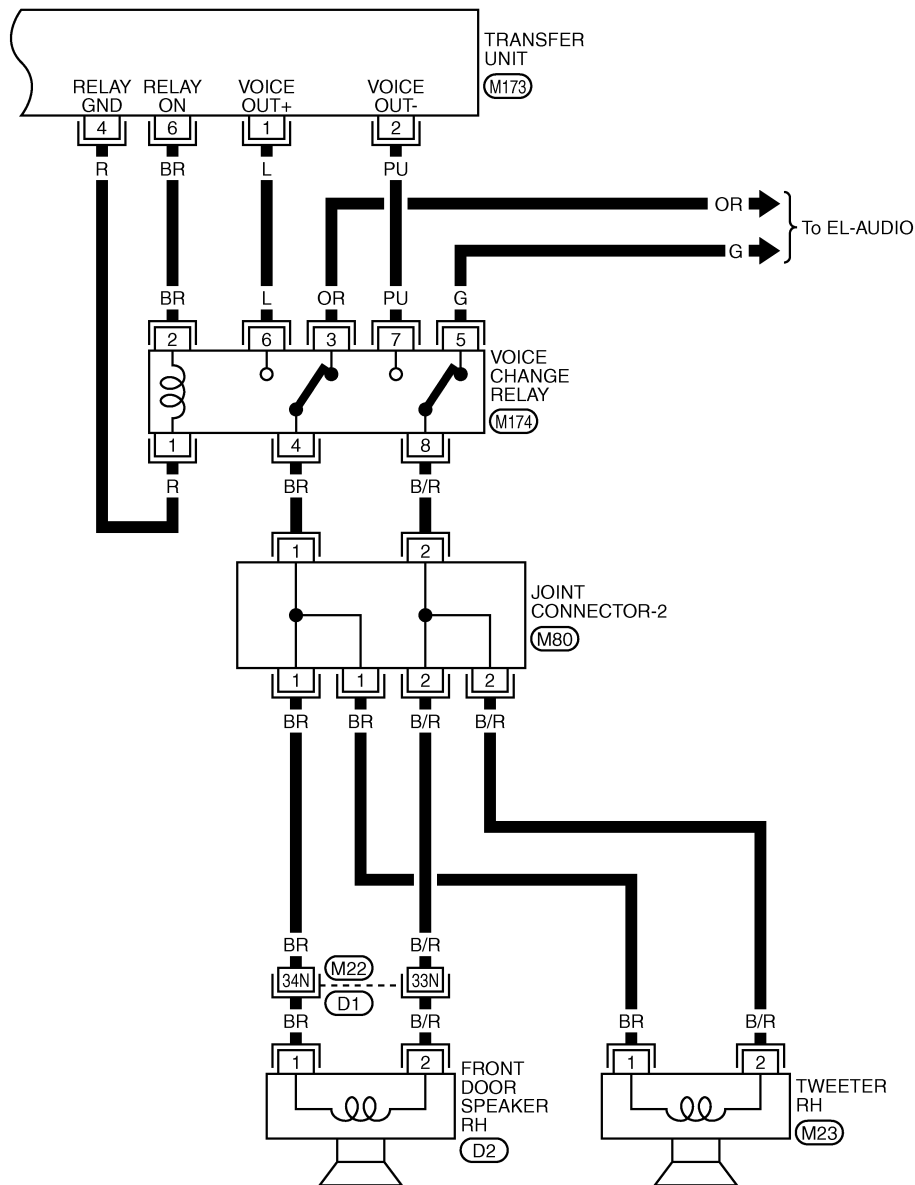 TRANSFER
UNIT
M173
RELAY GND
RELAY ON
VOICE OUT+
VOICE OUT-
4 6 1 2
R BR L PU
OR
G
To EL-AUDIO
BR L OR PU G
2 6 3 7 5
VOICE
CHANGE
RELAY
M174
1 4 8
R BR B/R
1 2
JOINT
CONNECTOR-2
M80
1 1 2 2
BR BR B/R B/R
BR B/R
34N M22 33N
D1
BR B/R BR B/R
1 2 1 2
FRONT
DOOR
SPEAKER
RH
D2
TWEETER
RH
M23